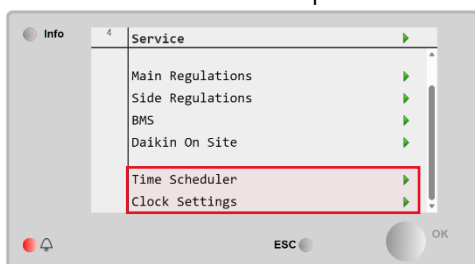 Info
4 Service
Main Regulations
Side Regulations
BMS
Daikin On Site
Time Scheduler
Clock Settings
ESC
OK